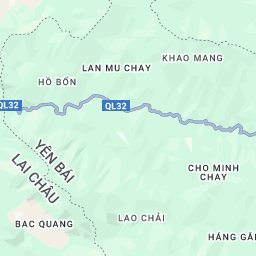 KHAO MANG
LAN MU CHAY
HỒ BỐN
QL32
QL32
YÊN BÁI
LAI CHÂU
CHO MINH
CHAY
BAC QUANG
LAO CHẢI
HÁNG GÂ